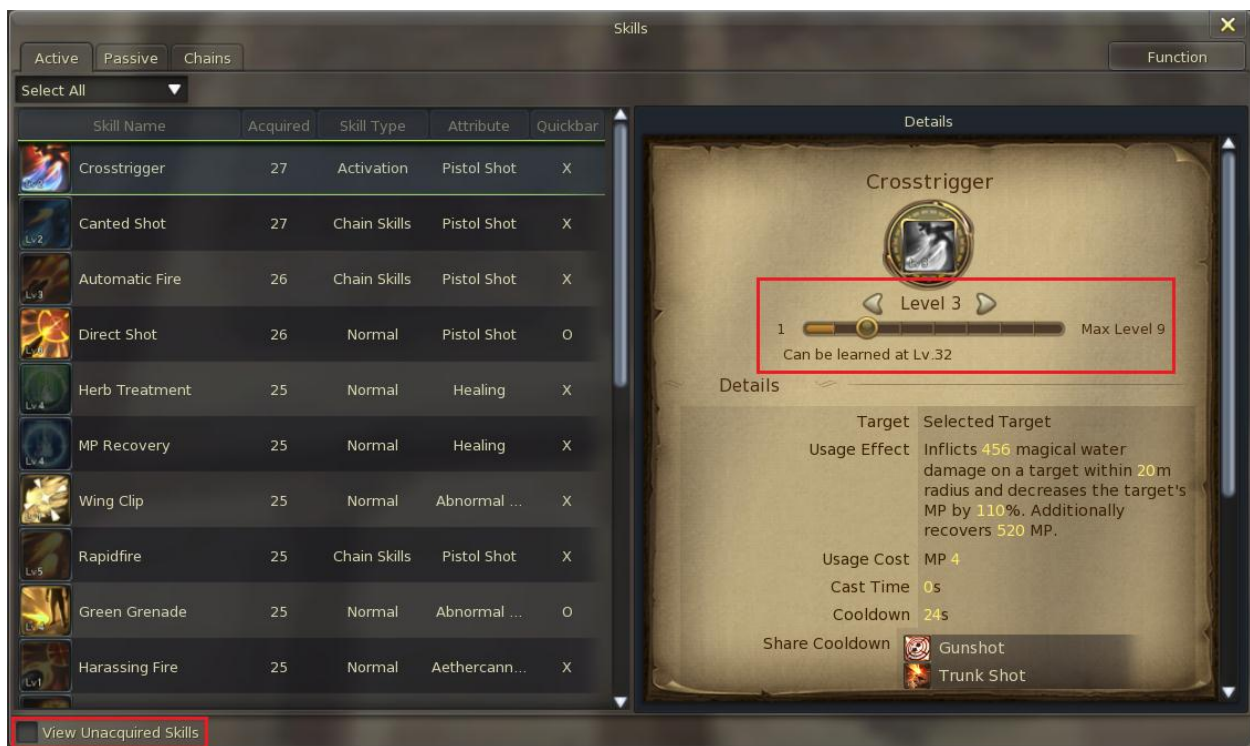 Skills
Active Passive Chains Function
Select All
Skill Name Acquired Skill Type Attribute Quickbar
Crosstrigger 27 Activation Pistol Shot X
Lv2 Canted Shot 27 Chain Skills Pistol Shot X
Lv3 Automatic Fire 26 Chain Skills Pistol Shot X
Direct Shot 26 Normal Pistol Shot O
Lv4 Herb Treatment 25 Normal Healing X
Lv4 MP Recovery 25 Normal Healing X
Wing Clip 25 Normal Abnormal ... X
Lv5 Rapidfire 25 Chain Skills Pistol Shot X
Green Grenade 25 Normal Abnormal ... O
Lv1 Harassing Fire 25 Normal Aethercann... X
View Unacquired Skills
Details
Crosstrigger
Level 3
1 Max Level 9
Can be learned at Lv.32
Details
Target Selected Target
Usage Effect Inflicts 456 magical water
damage on a target within 20m
radius and decreases the target's
MP by 110%. Additionally
recovers 520 MP.
Usage Cost MP 4
Cast Time 0s
Cooldown 24s
Share Cooldown Gunshot
Trunk Shot